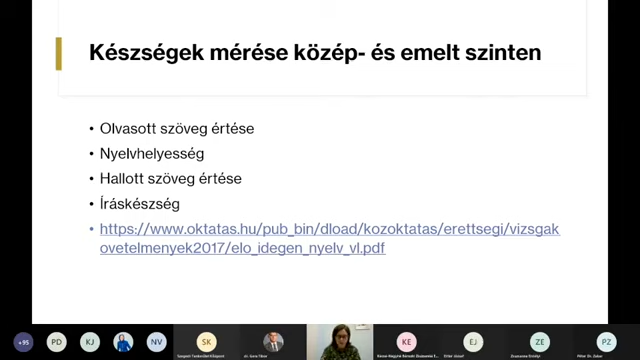 Készségek mérése közép- és emelt szinten
• Olvasott szöveg értése
• Nyelvhelyesség
• Hallott szöveg értése
• Íráskészség
• https://www.oktatas.hu/pub_bin/dload/kozoktatas/erettsegi/vizsgak
ovetelmenyek2017/elo_idegen_nyelv_vl.pdf
+95 PD KJ NV SK KE EJ ZE PZ